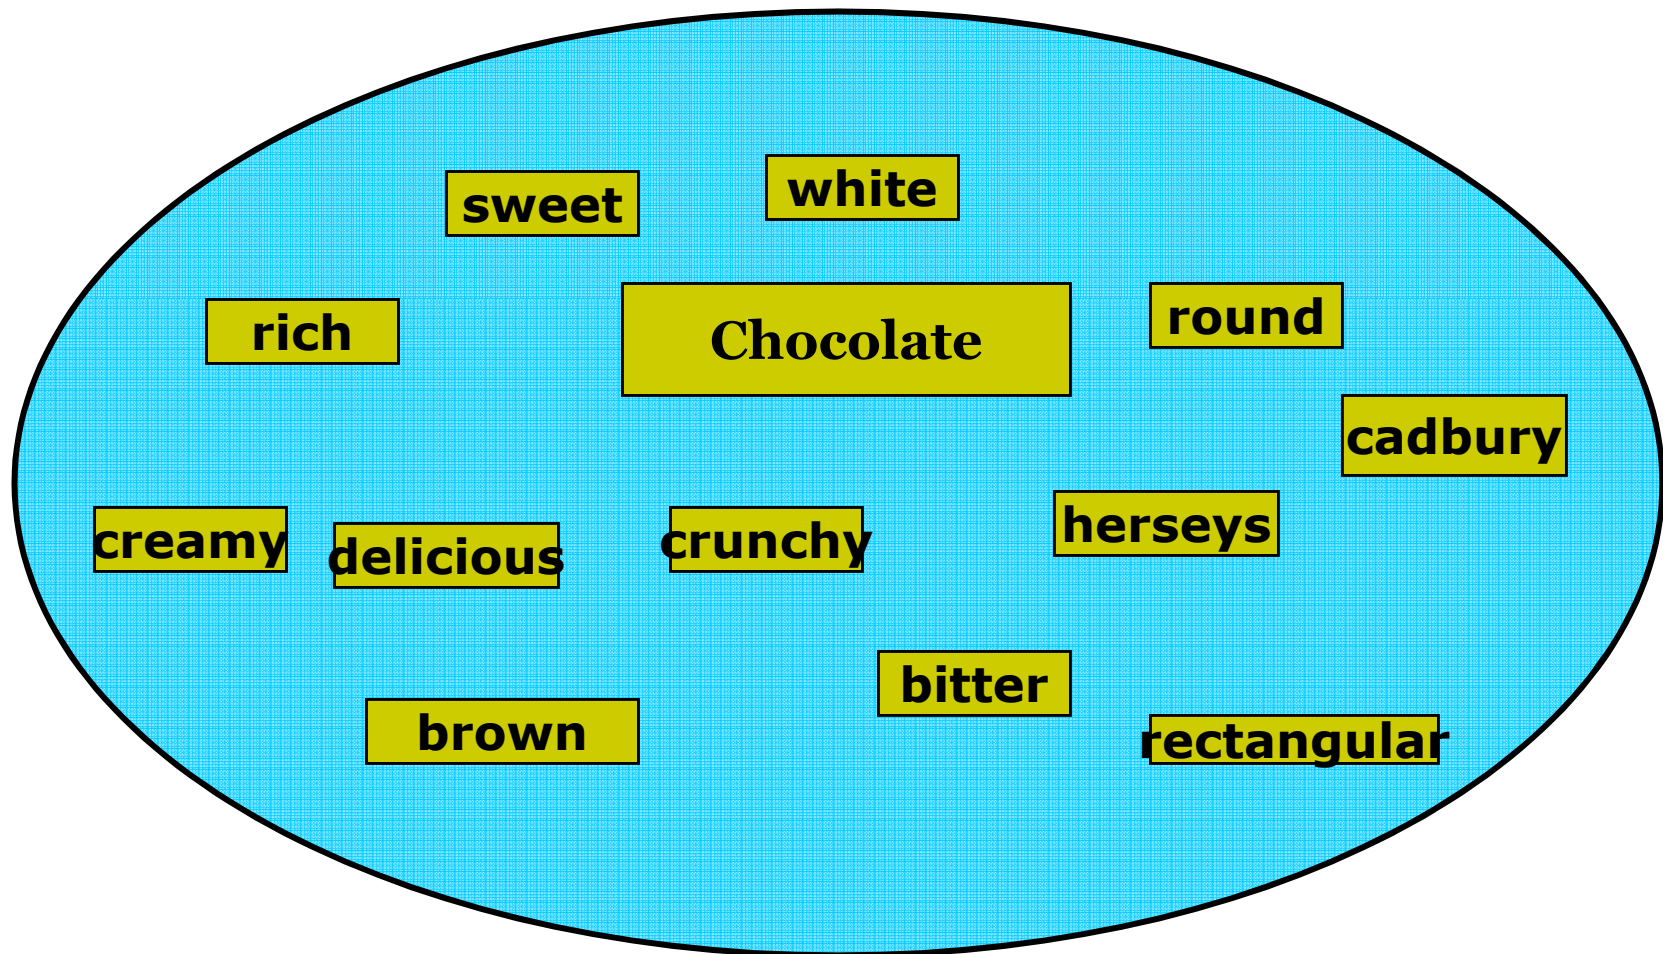 white
sweet
rich
Chocolate
round
cadbury
creamy
delicious
crunchy
herseys
bitter
brown
rectangular